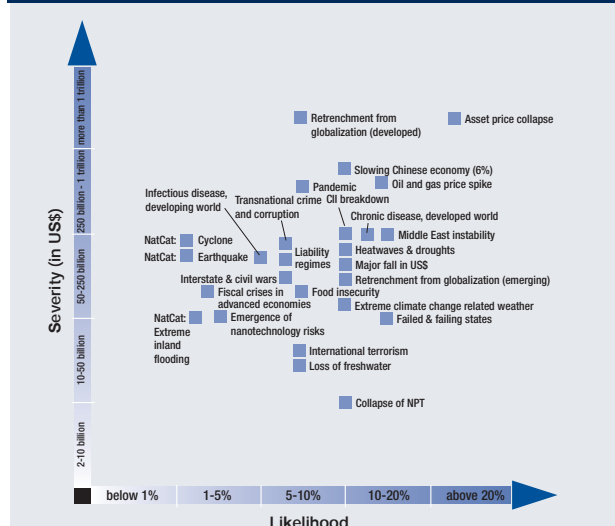 Severity (in US$)
more than 1 trillion
250 billion - 1 trillion
50-250 billion
10-50 billion
2-10 billion
Retrenchment from
globalization (developed)
Asset price collapse
Slowing Chinese economy (6%)
Oil and gas price spike
Pandemic
Infectious disease,
developing world
Transnational crime
and corruption
CII breakdown
Chronic disease, developed world
Middle East instability
NatCat: Cyclone
NatCat: Earthquake
Liability
regimes
Heatwaves & droughts
Major fall in US$
Interstate & civil wars
Retrenchment from globalization (emerging)
Fiscal crises in
advanced economies
Food insecurity
Extreme climate change related weather
NatCat:
Extreme
inland
flooding
Emergence of
nanotechnology risks
Failed & failing states
International terrorism
Loss of freshwater
Collapse of NPT
below 1%
1-5%
5-10%
10-20%
above 20%
Likelihood